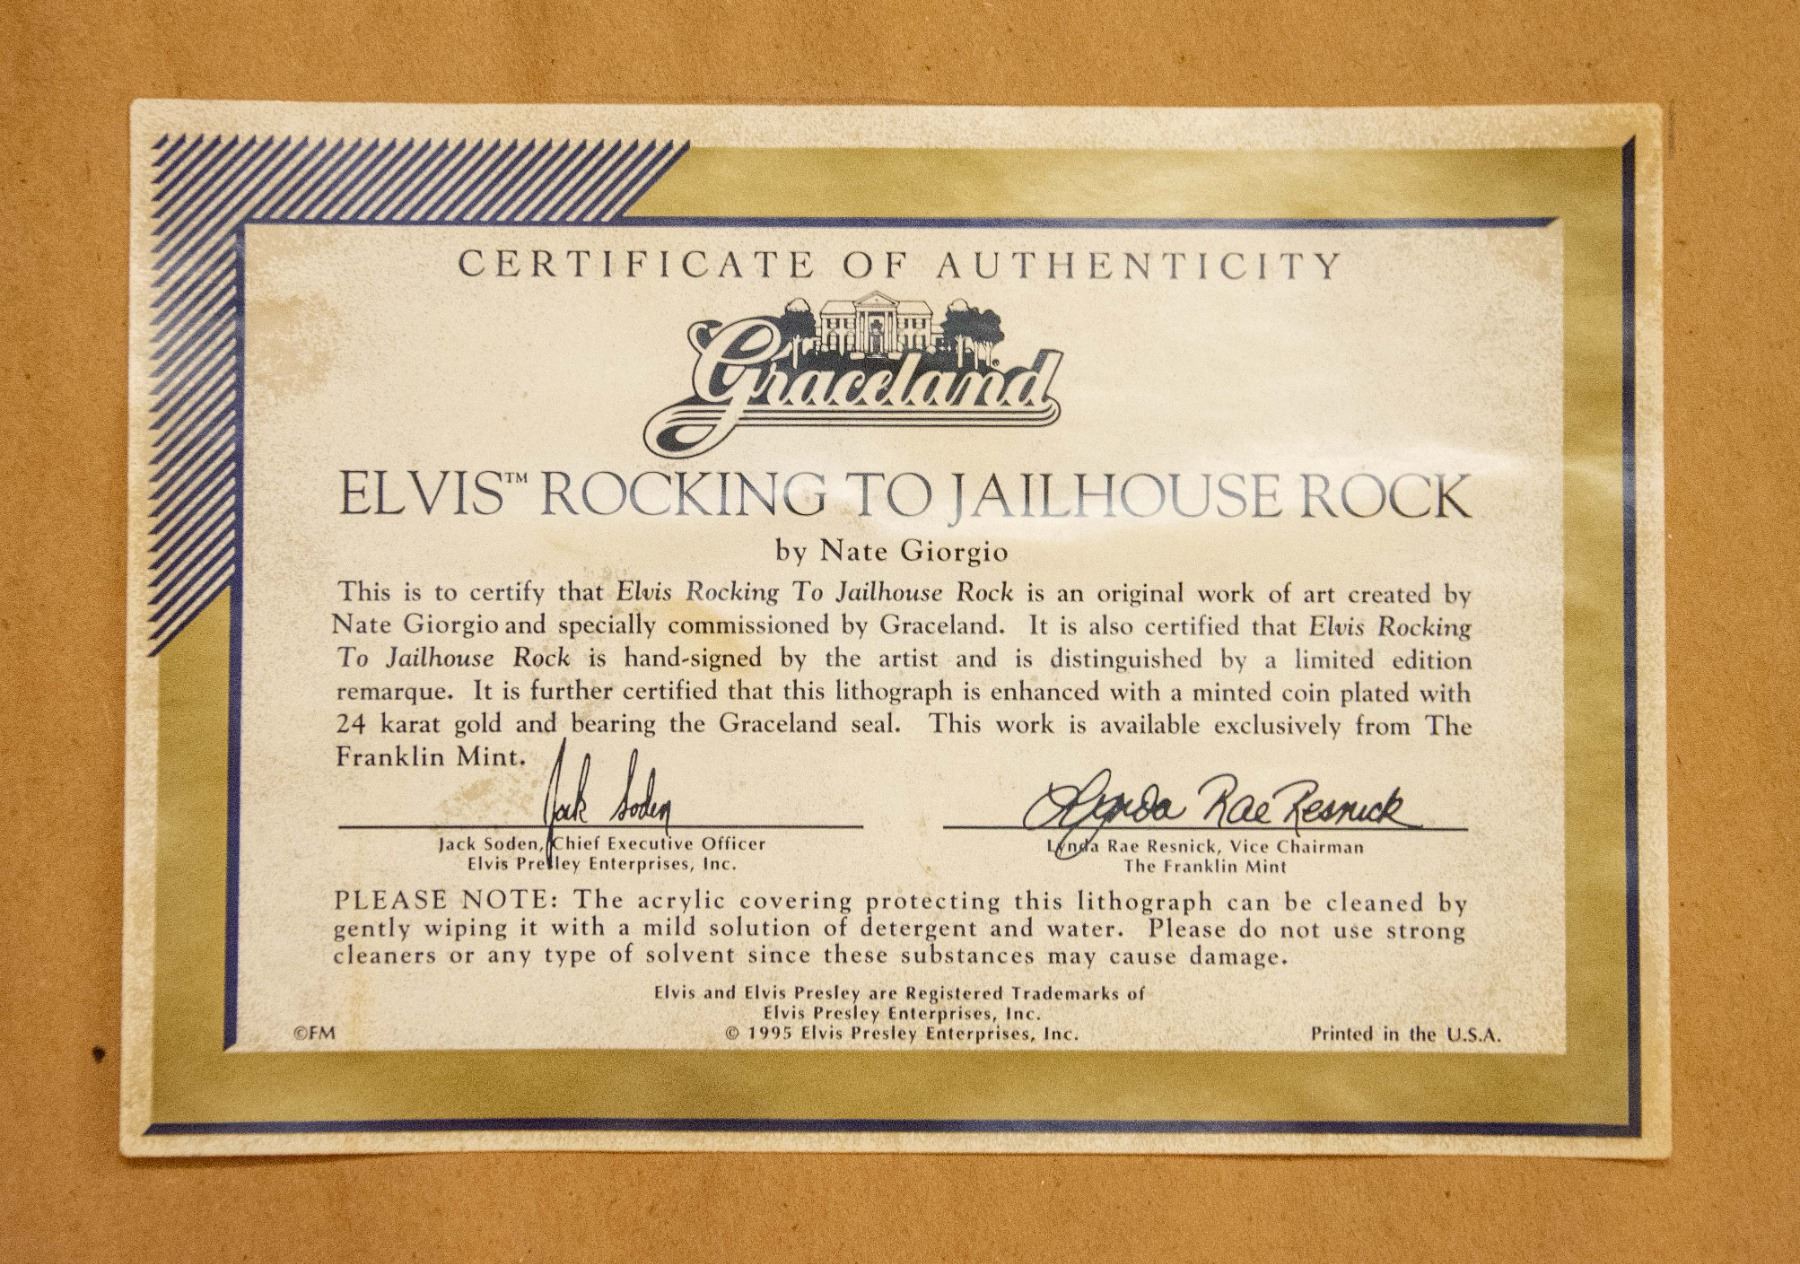 CERTIFICATE OF AUTHENTICITY
Graceland
ELVIS™ ROCKING TO JAILHOUSE ROCK
by Nate Giorgio
This is to certify that Elvis Rocking To Jailhouse Rock is an original work of art created by
Nate Giorgio and specially commissioned by Graceland. It is also certified that Elvis Rocking
To Jailhouse Rock is hand-signed by the artist and is distinguished by a limited edition
remarque. It is further certified that this lithograph is enhanced with a minted coin plated with
24 karat gold and bearing the Graceland seal. This work is available exclusively from The
Franklin Mint.
Jack Soden
Lynda Rae Resnick
Jack Soden, Chief Executive Officer
Elvis Presley Enterprises, Inc.
Lynda Rae Resnick, Vice Chairman
The Franklin Mint
PLEASE NOTE: The acrylic covering protecting this lithograph can be cleaned by
gently wiping it with a mild solution of detergent and water. Please do not use strong
cleaners or any type of solvent since these substances may cause damage.
Elvis and Elvis Presley are Registered Trademarks of
Elvis Presley Enterprises, Inc.
©FM
© 1995 Elvis Presley Enterprises, Inc.
Printed in the U.S.A.